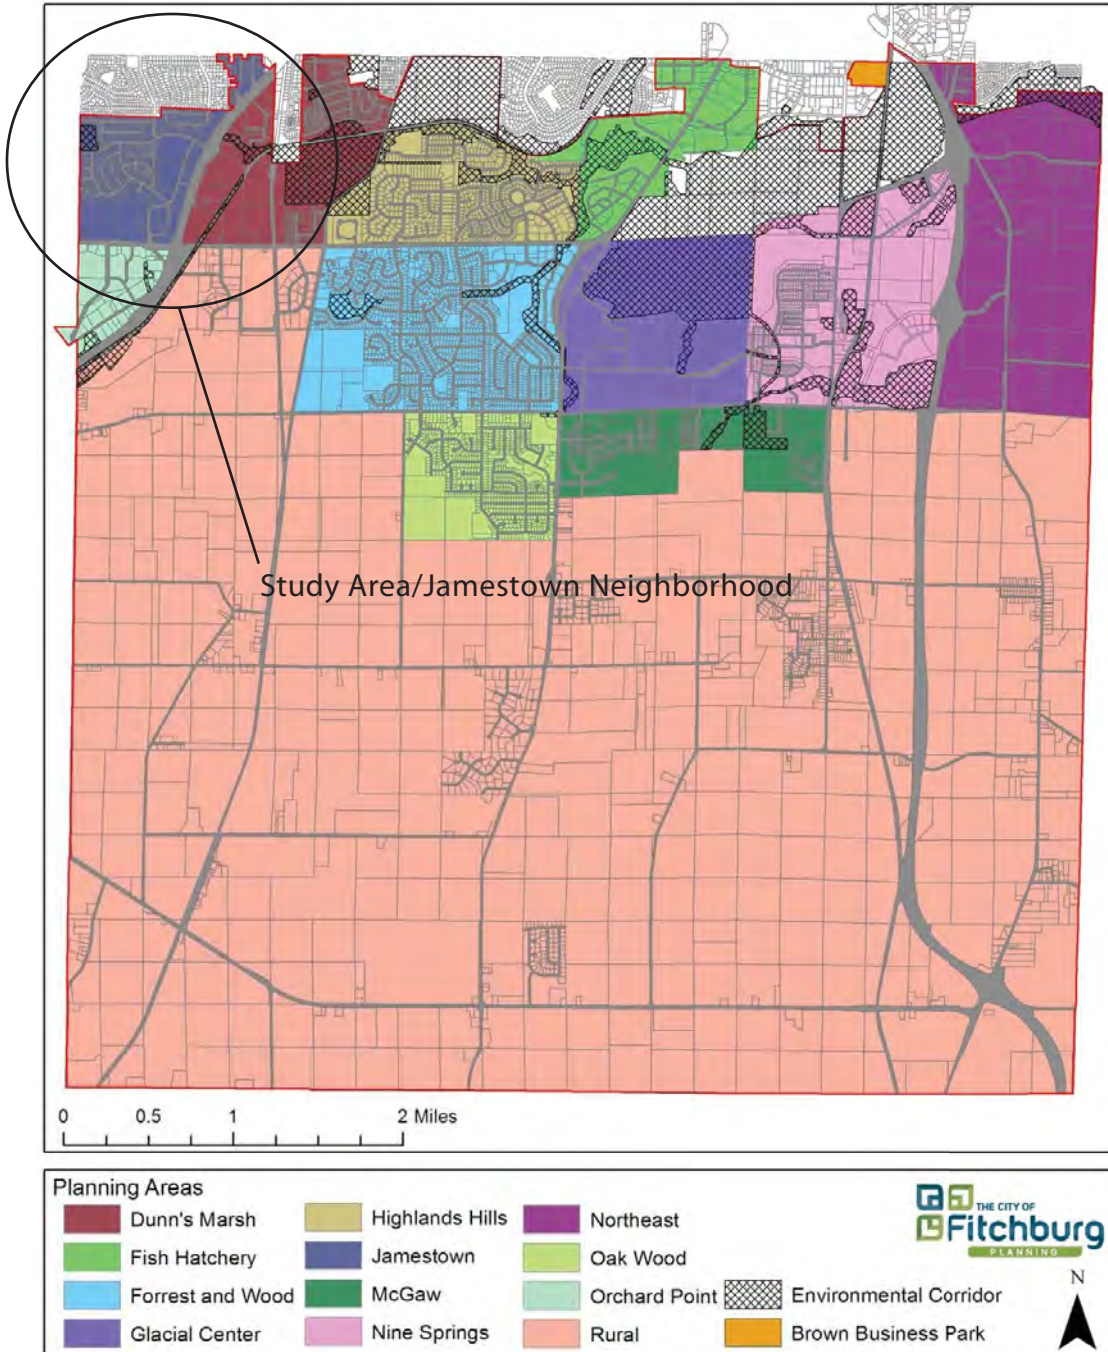 Study Area/Jamestown Neighborhood
0 0.5 1 2 Miles
Planning Areas
Dunn's Marsh
Fish Hatchery
Forrest and Wood
Glacial Center
Highlands Hills
Jamestown
McGaw
Nine Springs
Northeast
Oak Wood
Orchard Point
Rural
Environmental Corridor
Brown Business Park
THE CITY OF
Fitchburg
PLANNING
N